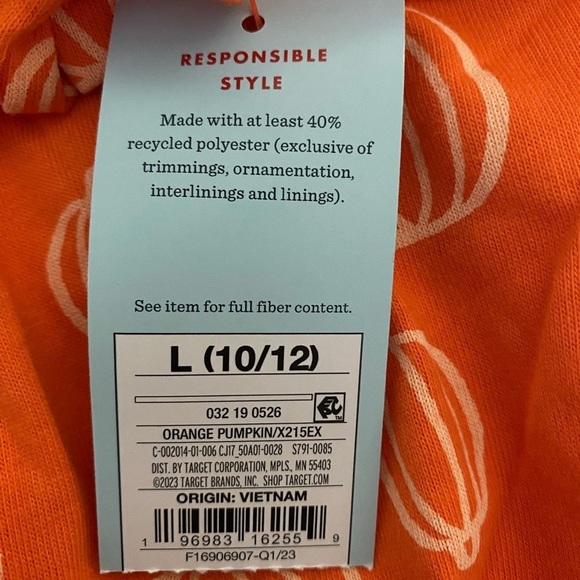 RESPONSIBLE
STYLE
Made with at least 40%
recycled polyester (exclusive of
trimmings, ornamentation,
interlinings and linings).
See item for full fiber content.
L (10/12)
032 19 0526
ORANGE PUMPKIN/X215EX
C-002014-01-006 CJ17_50A01-0028 S791-0085
DIST. BY TARGET CORPORATION, MPLS., MN 55403
©2023 TARGET BRANDS, INC. SHOP TARGET.COM
ORIGIN: VIETNAM
1 96983 16255 9
F16906907-Q1/23